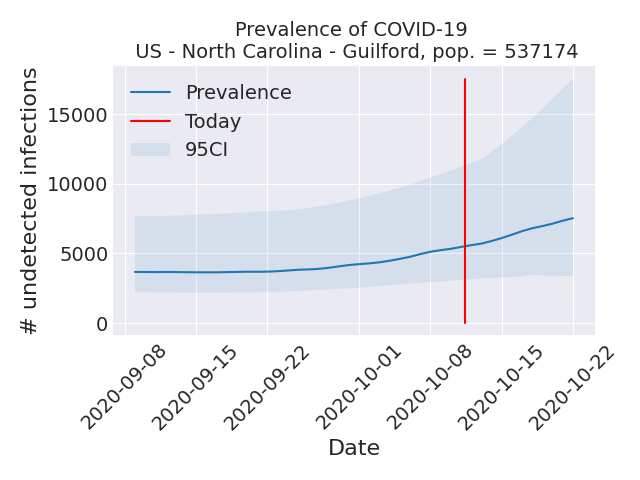 Prevalence of COVID-19
US - North Carolina - Guilford, pop. = 537174
# undetected infections
15000
10000
5000
0
Prevalence
Today
95CI
2020-09-08
2020-09-15
2020-09-22
2020-10-01
2020-10-08
2020-10-15
2020-10-22
Date